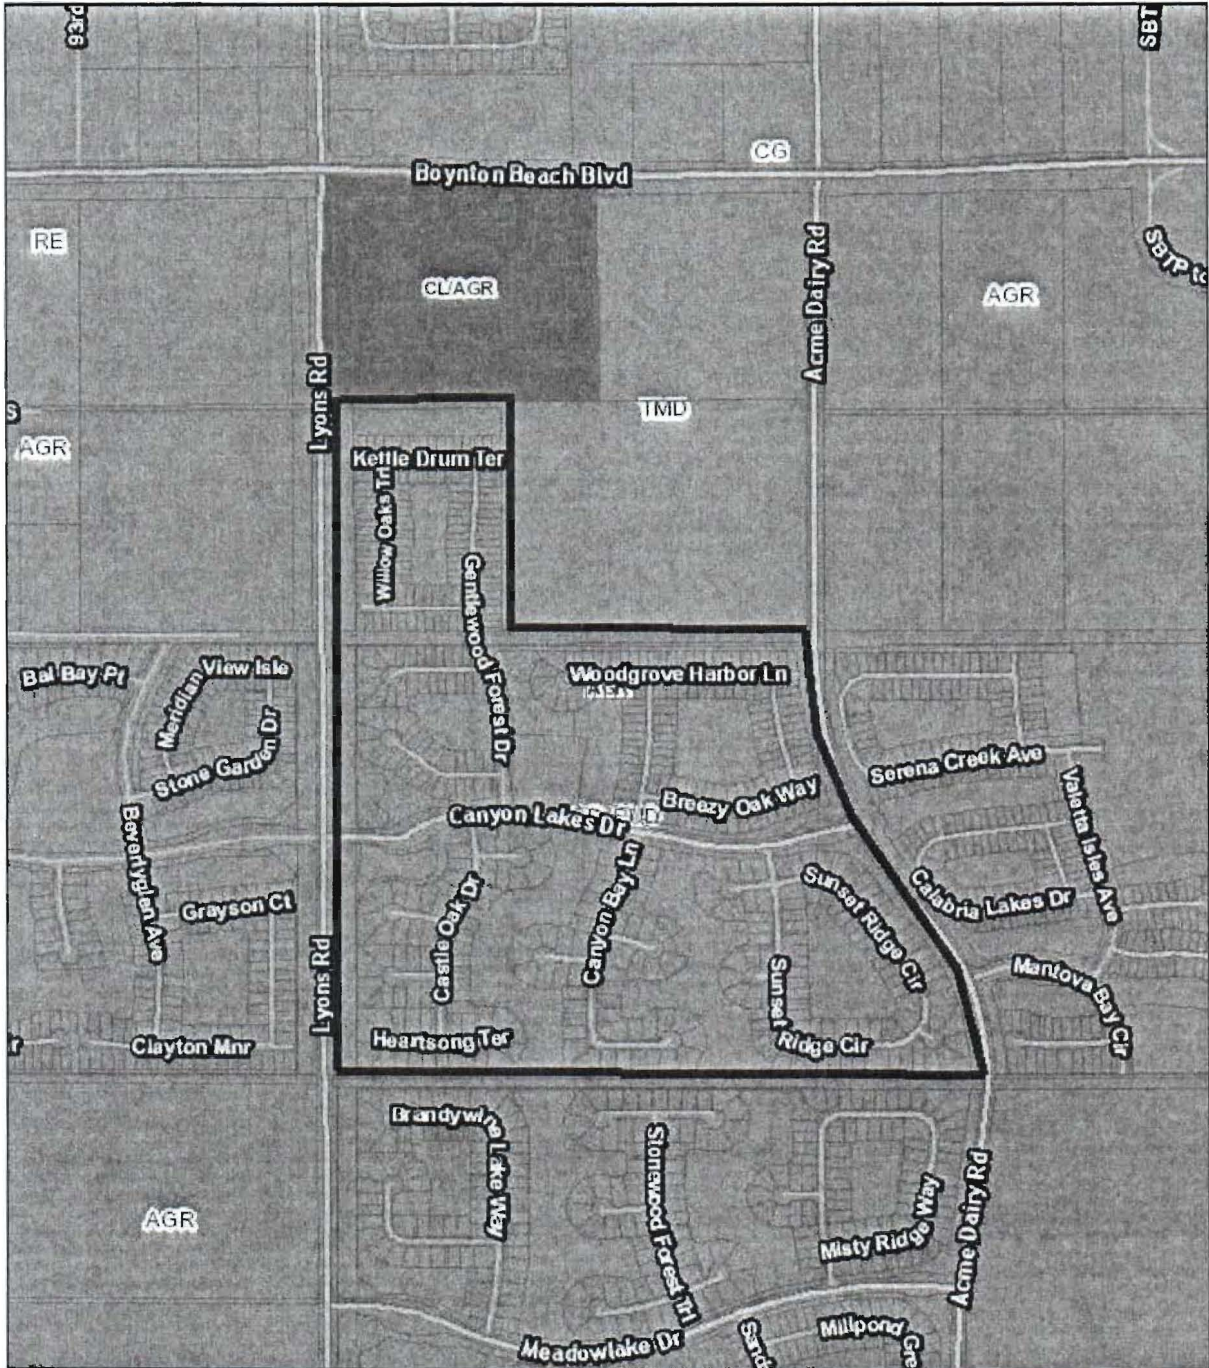 93rd
SBT
CG
Boynton Beach Blvd
RE
Acme Dairy Rd
SBTP to
CL/AGR
AGR
Lyons Rd
S
TMD
AGR
Kettle Drum Ter
Willow Oaks Trl
Gentlewood Forest Dr
Bal Bay Pt
Meridian View Isle
Woodgrove Harbor Ln
Stone Garden Dr
Serena Creek Ave
Breezy Oak Way
Canyon Lakes Dr
Valetta Isles Ave
Beverlyglen Ave
Canyon Bay Ln
Castle Oak Dr
Sunset Ridge Cir
Calabria Lakes Dr
Grayson Ct
Lyons Rd
Mantova Bay Cir
Sunset Ridge Cir
Heartsong Ter
r
Clayton Mnr
Brandywine Lake Way
Stonewood Forest Trl
Acme Dairy Rd
AGR
Misty Ridge Way
Meadowlake Dr
Sand
Millpond Gre